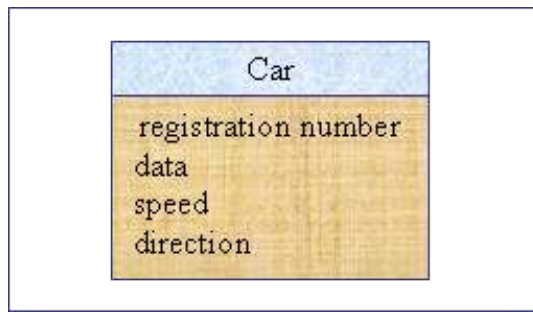 Car
registration number
data
speed
direction